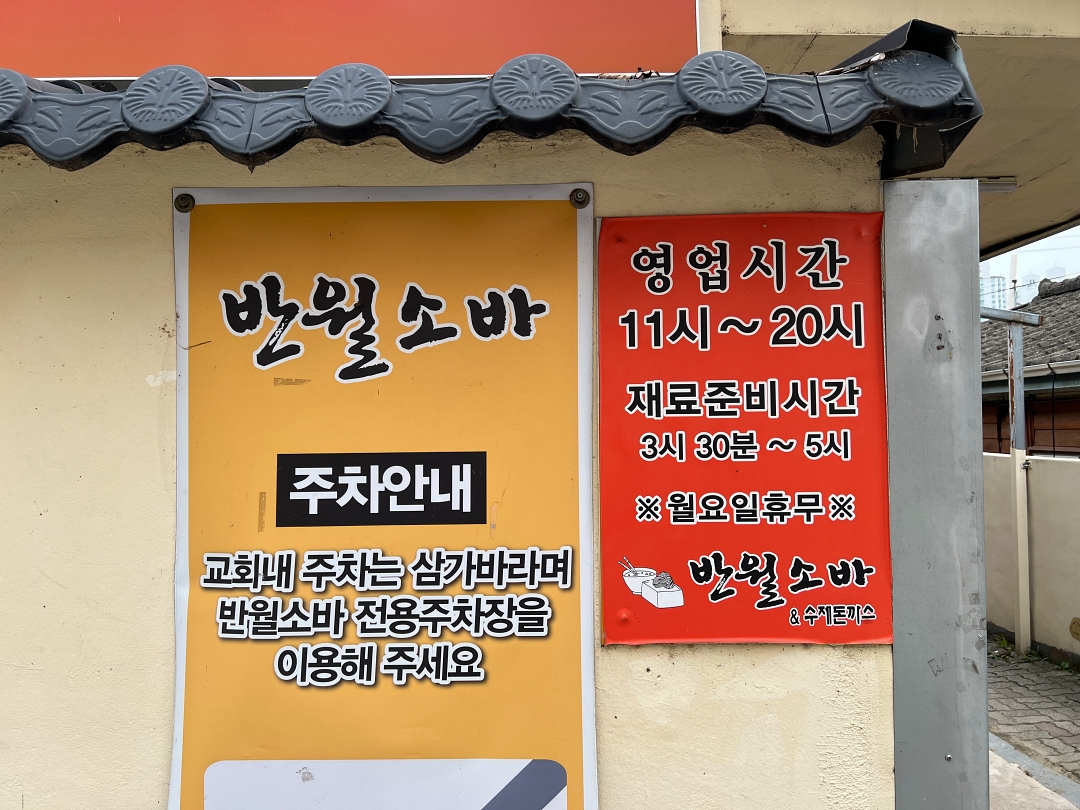 반월소바
주차안내
교회내 주차는 삼가바라며
반월소바 전용주차장을
이용해 주세요
영업시간
11시～20시
재료준비시간
3시 30분 ～ 5시
※월요일휴무※
반월소바
& 수제돈까스